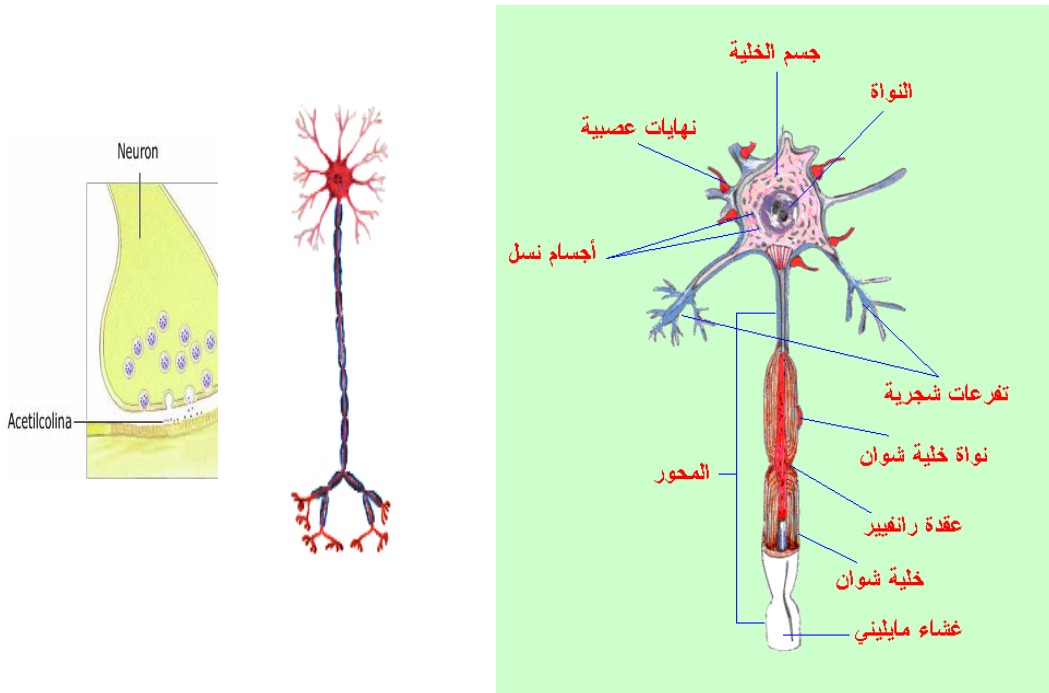 Neuron
Acetilcolina
جسم الخلية
النواة
نهايات عصبية
أجسام نسل
تفرعات شجرية
نواة خلية شوان
المحور
عقدة رانفيير
خلية شوان
غشاء مايليني